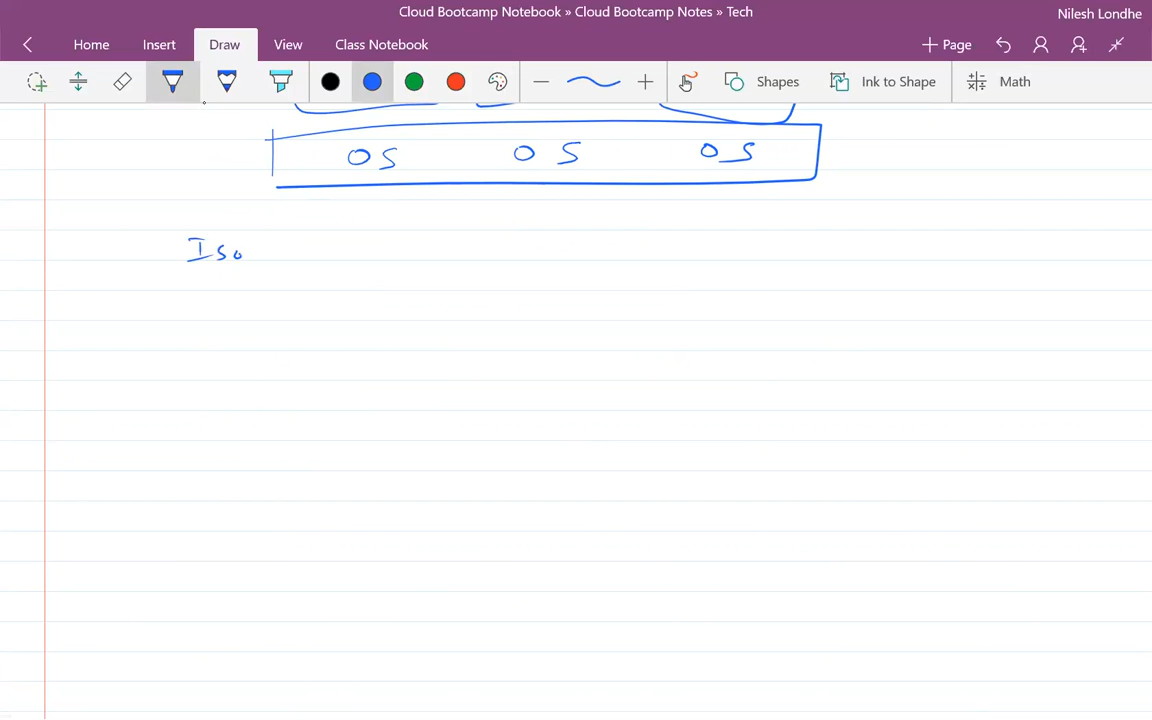 Cloud Bootcamp Notebook » Cloud Bootcamp Notes » Tech
Nilesh Londhe
Home Insert Draw View Class Notebook Page
Shapes Ink to Shape Math
OS OS OS
Iso